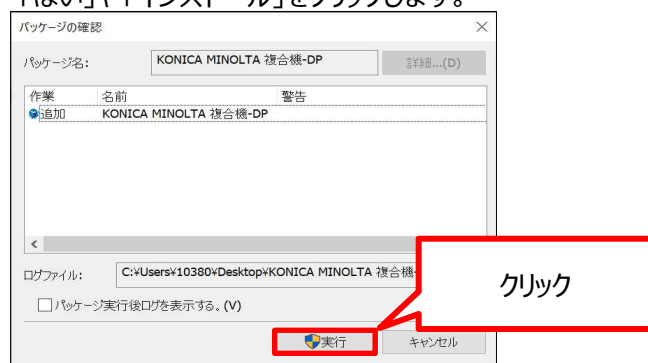 「はい」や「インストール」をクリックします。
パッケージの確認
パッケージ名: KONICA MINOLTA 複合機-DP 詳細...(D)
作業 名前 警告
追加 KONICA MINOLTA 複合機-DP
ログファイル: C:¥Users¥10380¥Desktop¥KONICA MINOLTA 複合機
パッケージ実行後ログを表示する。(V)
クリック
実行 キャンセル